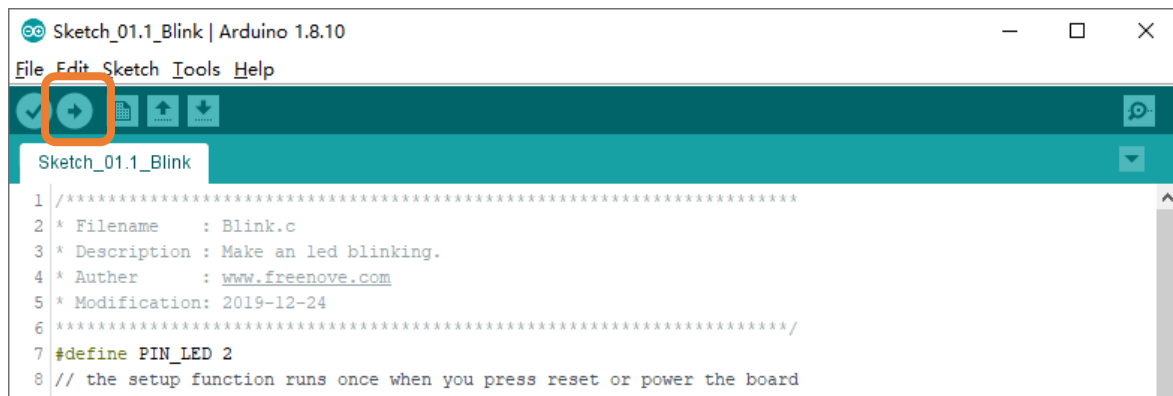 Sketch_01.1_Blink | Arduino 1.8.10
File Edit Sketch Tools Help
Sketch_01.1_Blink
1 /**********************************************************************
2 * Filename    : Blink.c
3 * Description : Make an led blinking.
4 * Auther      : www.freenove.com
5 * Modification: 2019-12-24
6 **********************************************************************/
7 #define PIN_LED 2
8 // the setup function runs once when you press reset or power the board